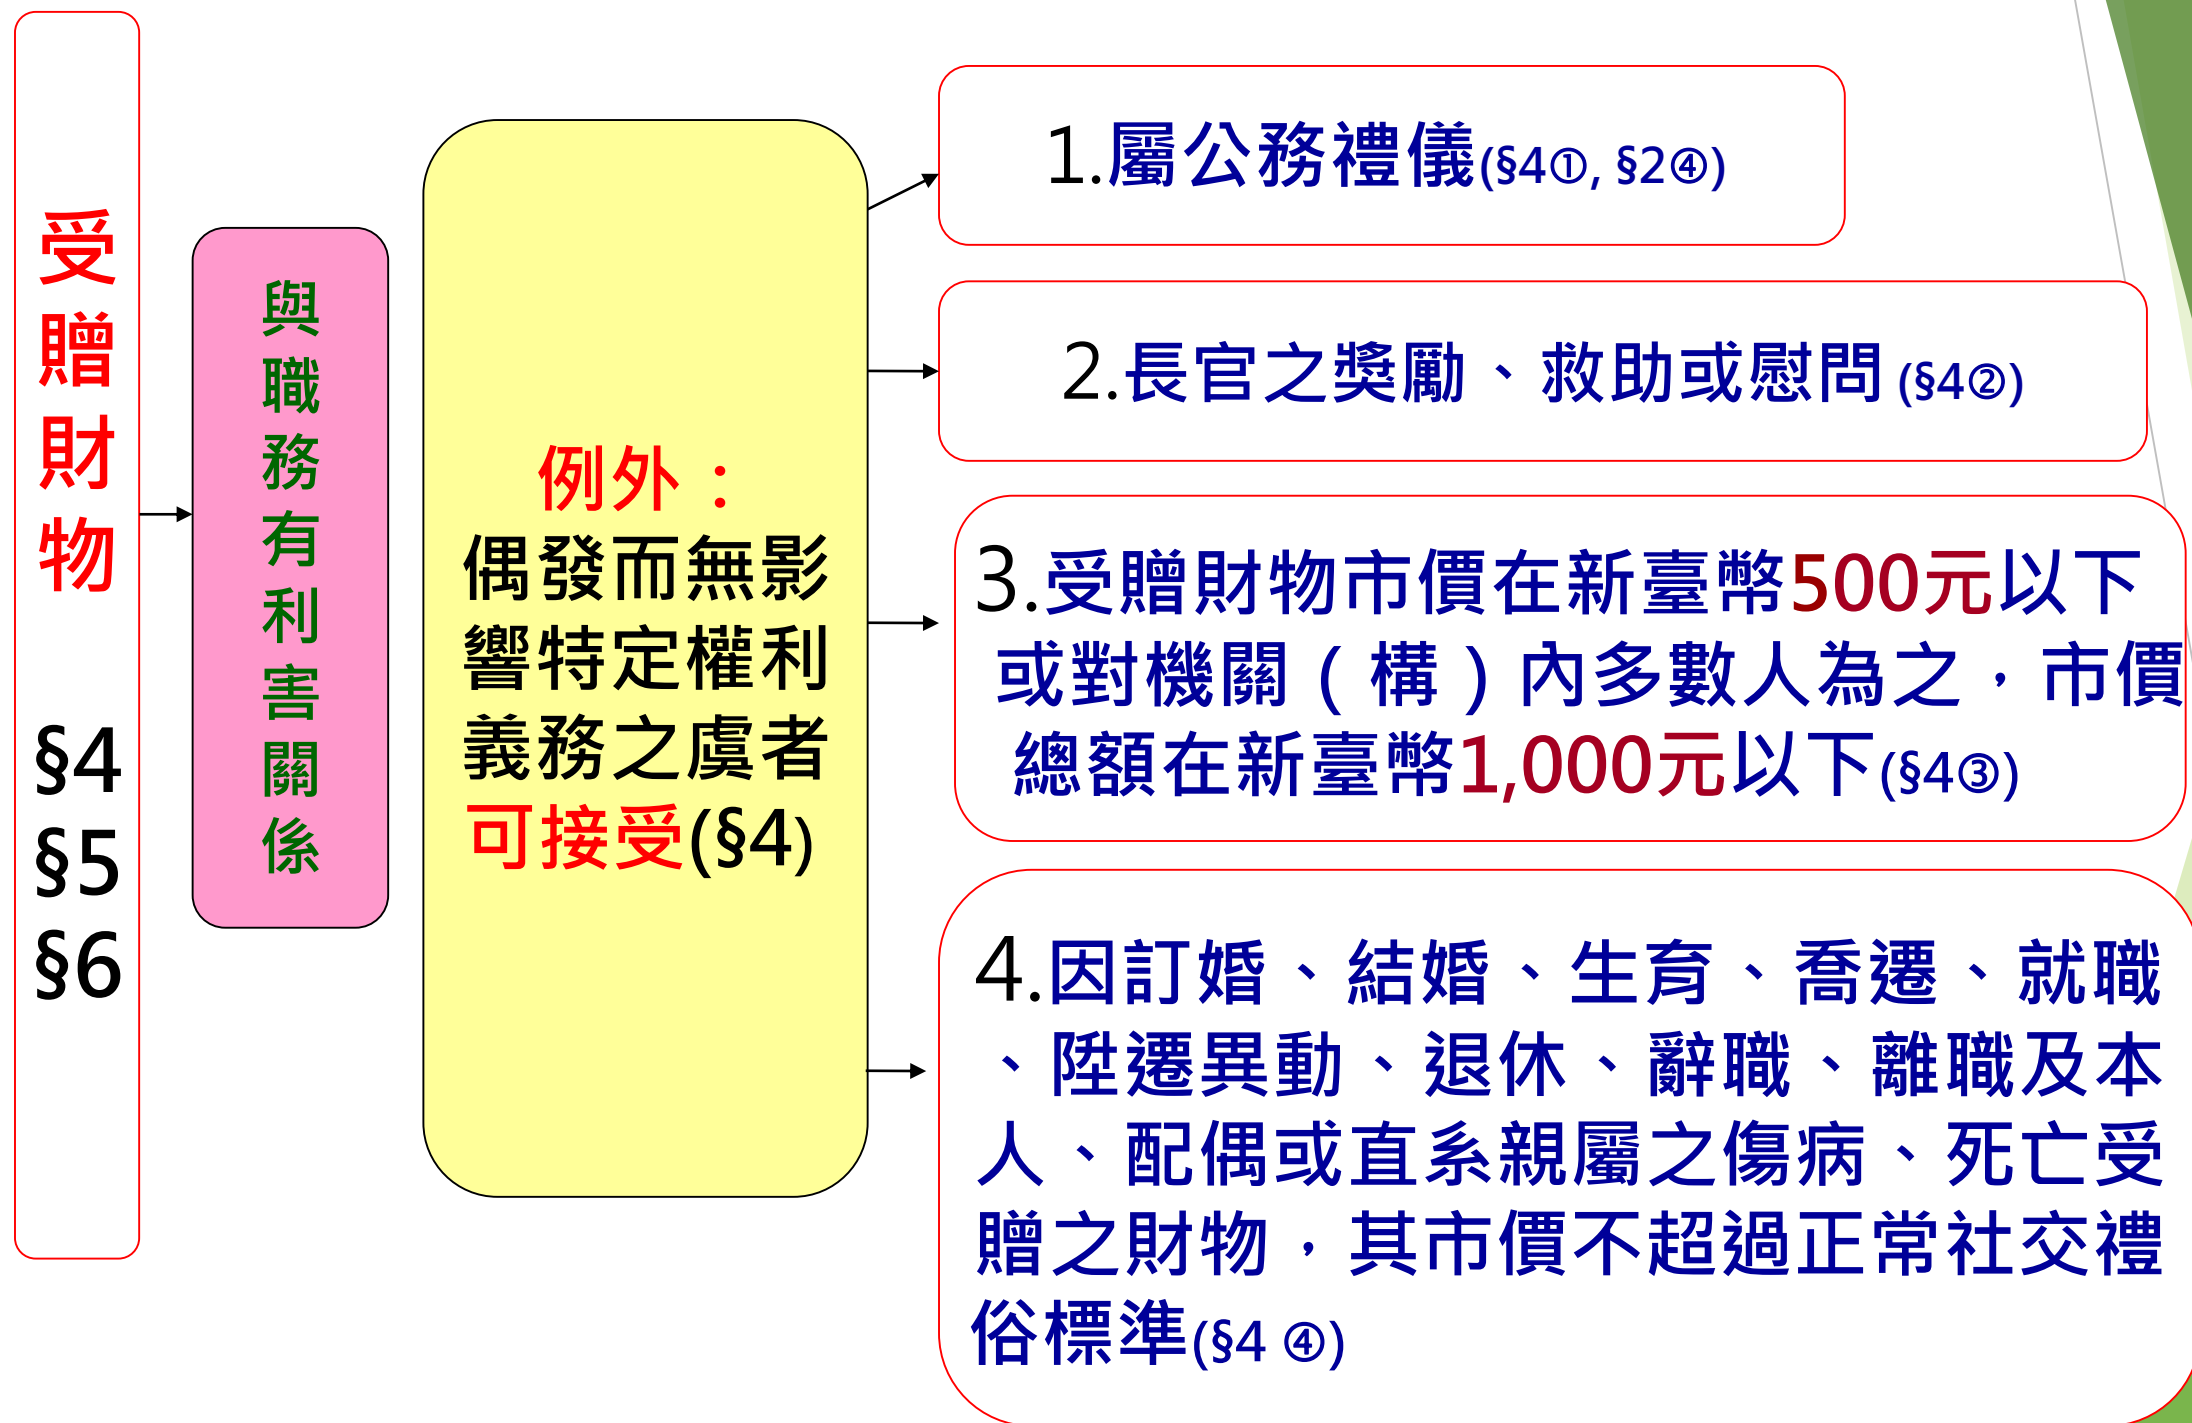 受
贈
財
物
§4
§5
§6
與
職
務
有
利
害
關
係
例外：
偶發而無影
響特定權利
義務之虞者
可接受(§4)
1.屬公務禮儀(§4①, §2④)
2.長官之獎勵、救助或慰問 (§4②)
3.受贈財物市價在新臺幣500元以下
或對機關（構）內多數人為之，市價
總額在新臺幣1,000元以下(§4③)
4.因訂婚、結婚、生育、喬遷、就職
、陞遷異動、退休、辭職、離職及本
人、配偶或直系親屬之傷病、死亡受
贈之財物，其市價不超過正常社交禮
俗標準(§4 ④)